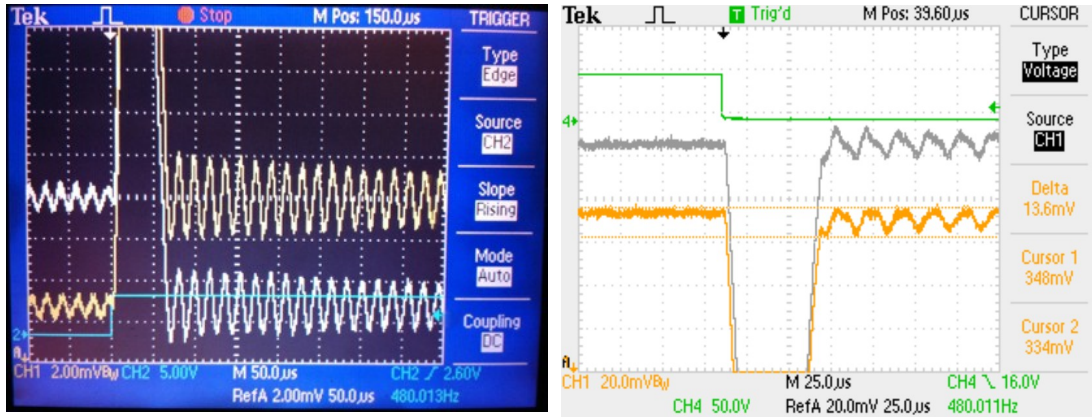 Tek
Stop
M Pos: 150.0µs
TRIGGER
Type
Edge
Source
CH2
Slope
Rising
Mode
Auto
Coupling
DC
2
CH1 2.00mVBW
CH2 5.00V
M 50.0µs
CH2 / 2.60V
RefA 2.00mV 50.0µs
480.013Hz
Tek
T Trig'd
M Pos: 39.60µs
CURSOR
Type
Voltage
Source
CH1
Delta
13.6mV
Cursor 1
348mV
Cursor 2
334mV
4
CH1 20.0mVBW
M 25.0µs
CH4 \ 16.0V
CH4 50.0V
RefA 20.0mV 25.0µs
480.011Hz